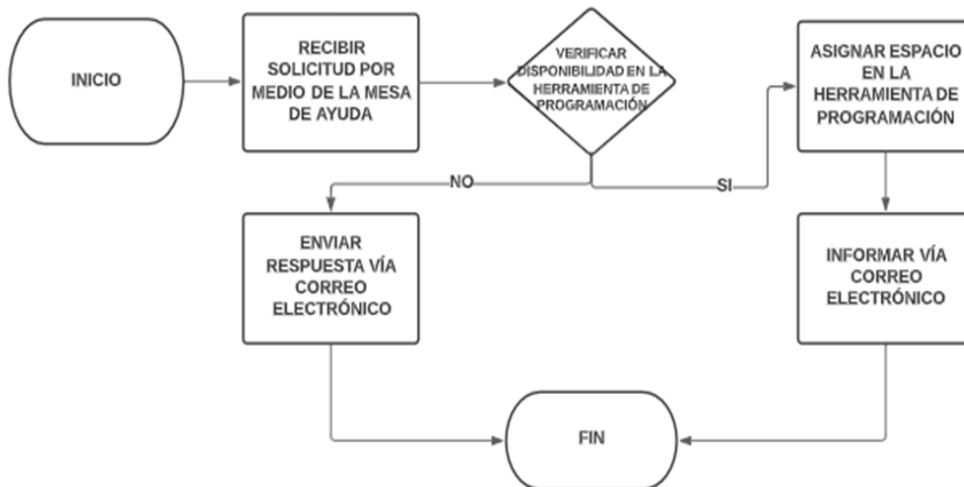 INICIO
RECIBIR
SOLICITUD POR
MEDIO DE LA MESA
DE AYUDA
VERIFICAR
DISPONIBILIDAD EN LA
HERRAMIENTA DE
PROGRAMACIÓN
ASIGNAR ESPACIO
EN LA
HERRAMIENTA DE
PROGRAMACIÓN
NO
SI
ENVIAR
RESPUESTA VÍA
CORREO
ELECTRÓNICO
INFORMAR VÍA
CORREO
ELECTRÓNICO
FIN